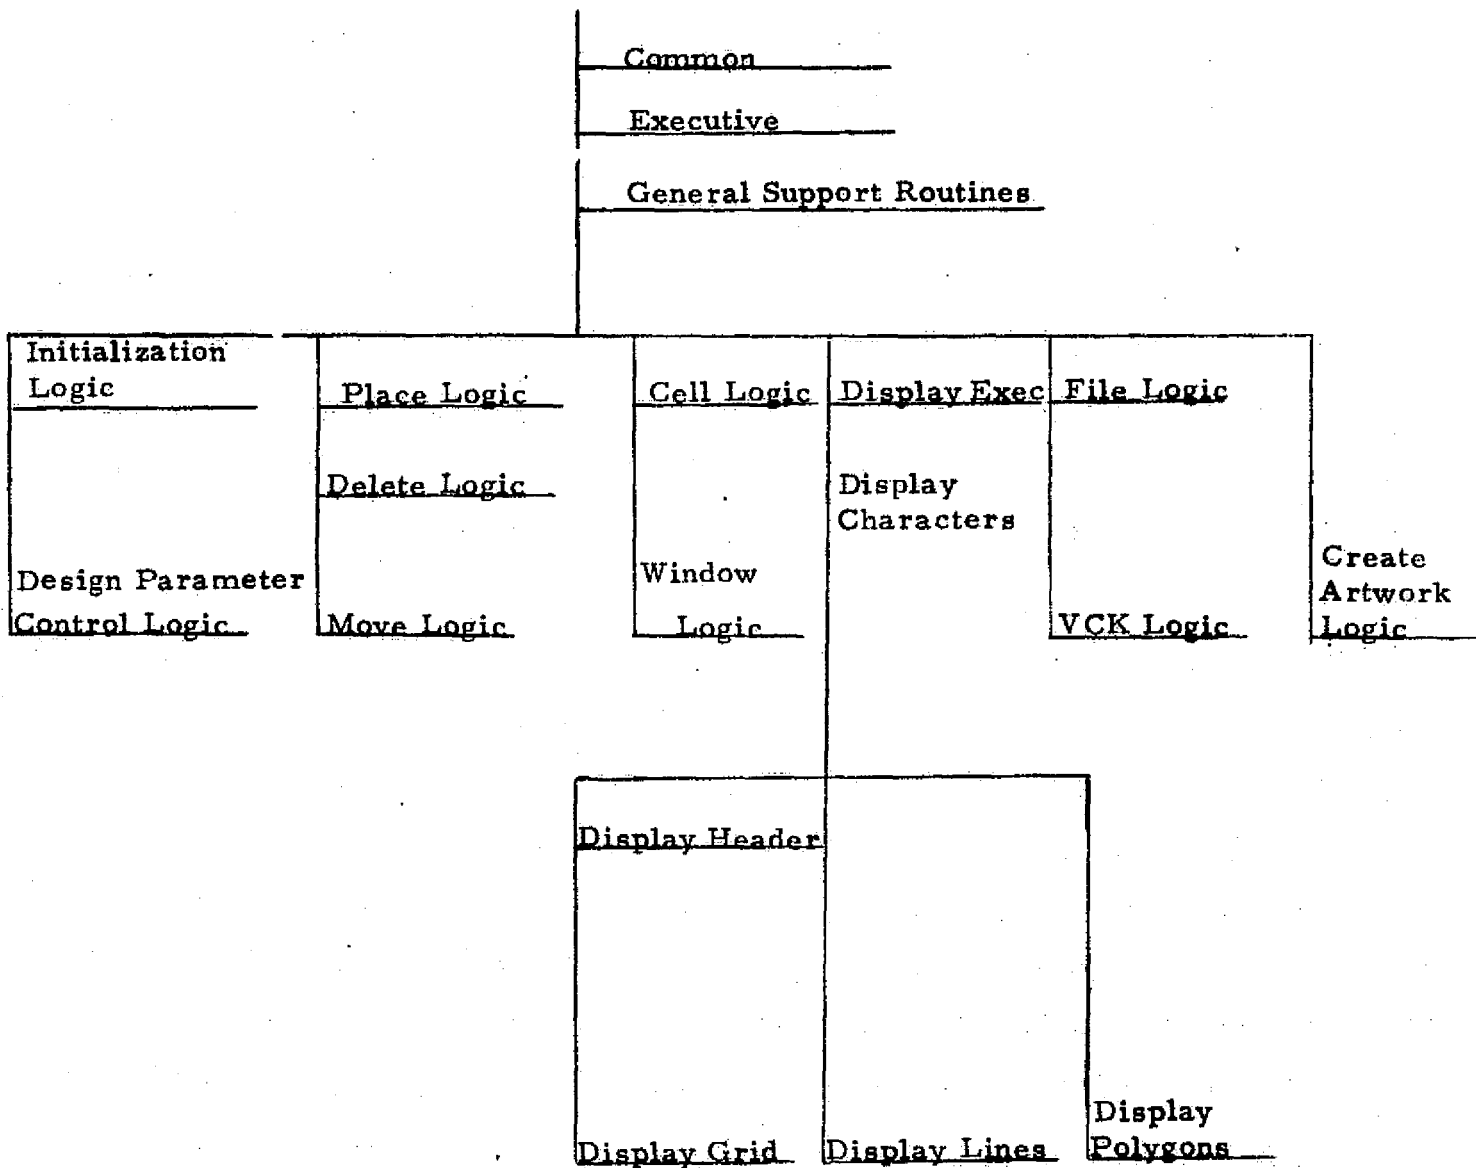 Common
Executive
General Support Routines
Initialization
Logic
Place Logic
Cell Logic
Display Exec
File Logic
Delete Logic
Display
Characters
Design Parameter
Control Logic
Move Logic
Window
Logic
VCK Logic
Create
Artwork
Logic
Display Header
Display Grid
Display Lines
Display
Polygons